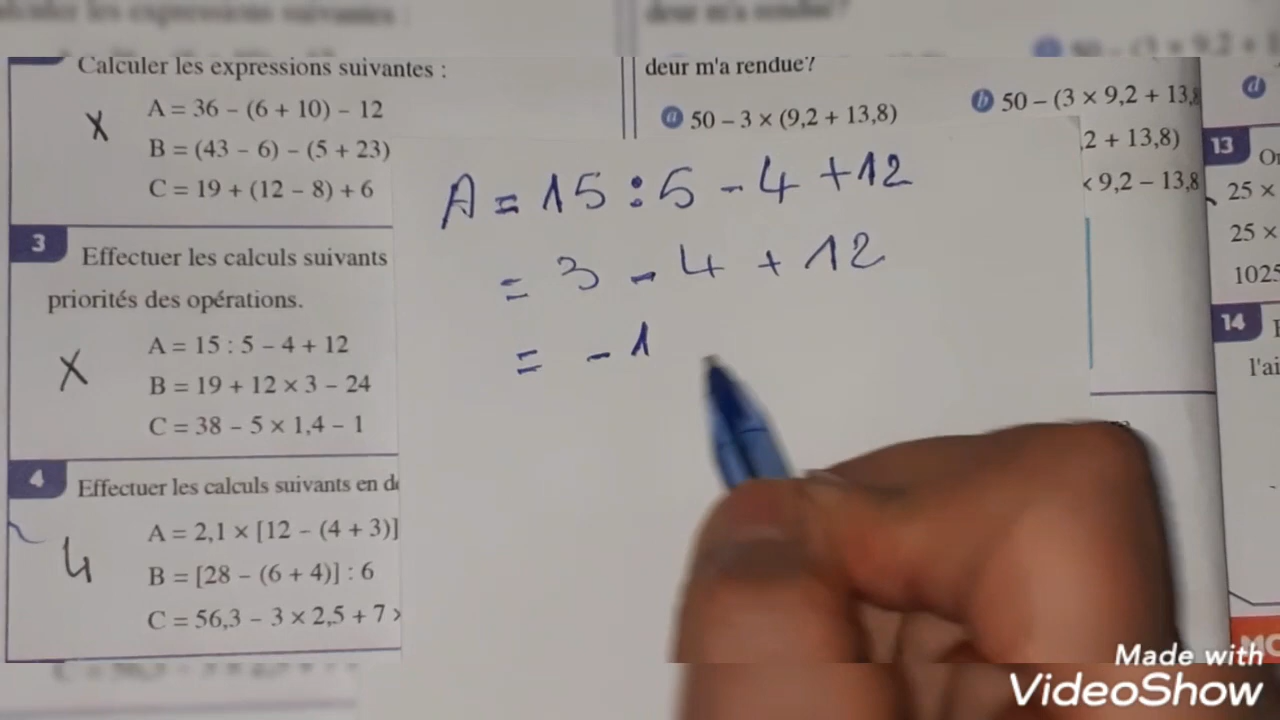 Calculer les expressions suivantes :
A = 36 – (6 + 10) – 12
B = (43 – 6) – (5 + 23)
C = 19 + (12 – 8) + 6
3
Effectuer les calculs suivants
priorités des opérations.
A = 15 : 5 – 4 + 12
B = 19 + 12 × 3 – 24
C = 38 – 5 × 1,4 – 1
4
Effectuer les calculs suivants en
A = 2,1 × [12 – (4 + 3)]
B = [28 – (6 + 4)] : 6
C = 56,3 – 3 × 2,5 + 7
X
X
4
A = 15 : 5 - 4 + 12
= 3 - 4 + 12
= - 1
deur m'a rendue?
a 50 – 3 × (9,2 + 13,8)
b 50 – (3 × 9,2 + 13,8
,2 + 13,8)
× 9,2 – 13,8
d
13
25 ×
25 ×
1025
14
l'ai
Made with
VideoShow